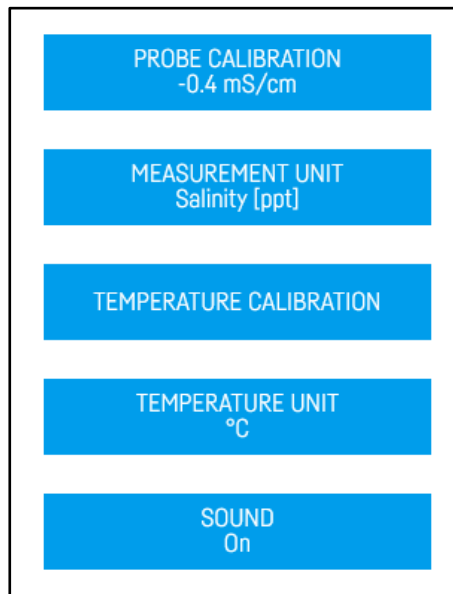 PROBE CALIBRATION
-0.4 mS/cm
MEASUREMENT UNIT
Salinity [ppt]
TEMPERATURE CALIBRATION
TEMPERATURE UNIT
°C
SOUND
On